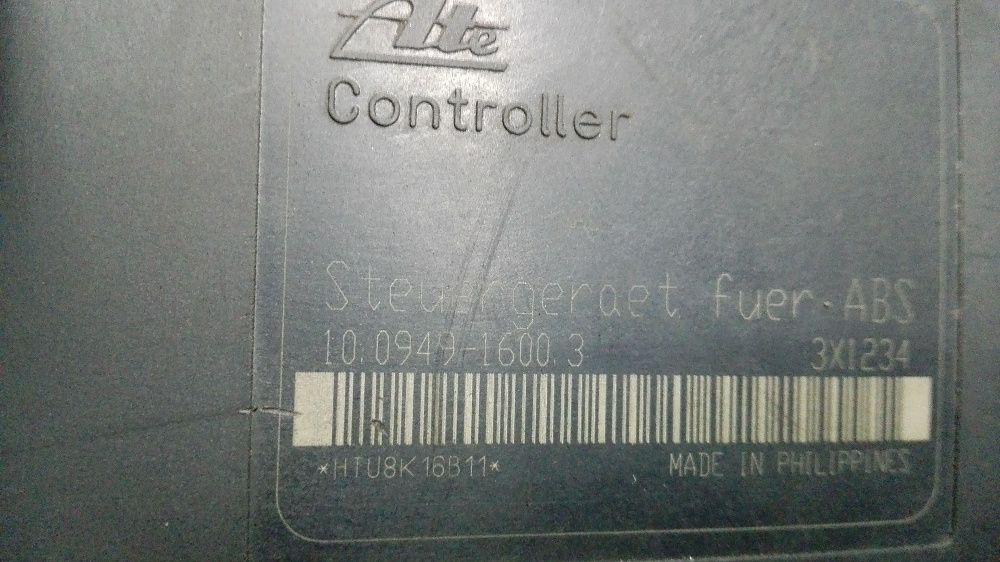 Ate
Controller
Steuergeraet fuer ABS
10.0949-1600.3 3X1234
*HTU8K16B11*
MADE IN PHILIPPINES